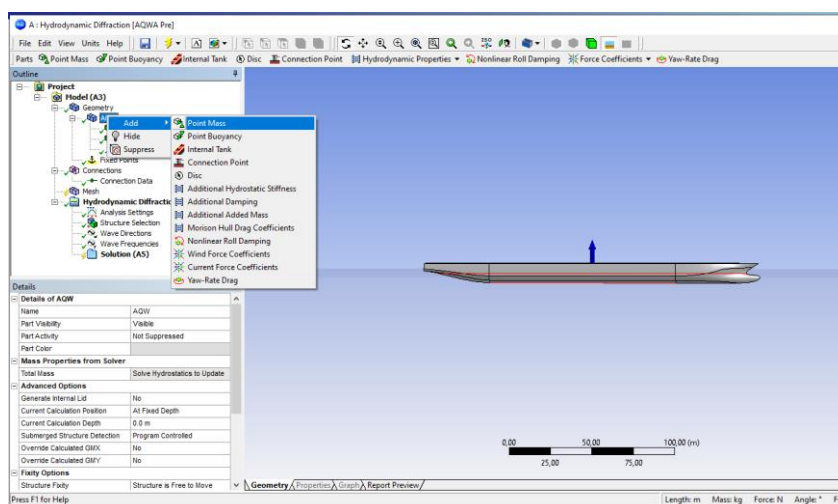 A : Hydrodynamic Diffraction [AQWA Pre]
File Edit View Units Help
Parts Point Mass Point Buoyancy Internal Tank Disc Connection Point Hydrodynamic Properties Nonlinear Roll Damping Force Coefficients Yaw-Rate Drag
Outline
Project
Model (A3)
Geometry
Add
Hide
Suppress
Point Mass
Point Buoyancy
Internal Tank
Connection Point
Disc
Additional Hydrostatic Stiffness
Additional Damping
Additional Added Mass
Morison Hull Drag Coefficients
Nonlinear Roll Damping
Wind Force Coefficients
Current Force Coefficients
Yaw-Rate Drag
Fixed Points
Connections
Connection Data
Mesh
Hydrodynamic Diffractio
Analysis Settings
Structure Selection
Wave Directions
Wave Frequencies
Solution (A5)
Details
Details of AQW
Name AQW
Part Visibility Visible
Part Activity Not Suppressed
Part Color
Mass Properties from Solver
Total Mass Solve Hydrostatics to Update
Advanced Options
Generate Internal Lid No
Current Calculation Position At Fixed Depth
Current Calculation Depth 0.0 m
Submerged Structure Detection Program Controlled
Override Calculated GMX No
Override Calculated GMY No
Fixity Options
Structure Fixity Structure is Free to Move
0,00 50,00 100,00 (m)
25,00 75,00
Geometry Properties Graph Report Preview
Press F1 for Help
Length: m Mass: kg Force: N Angle: °